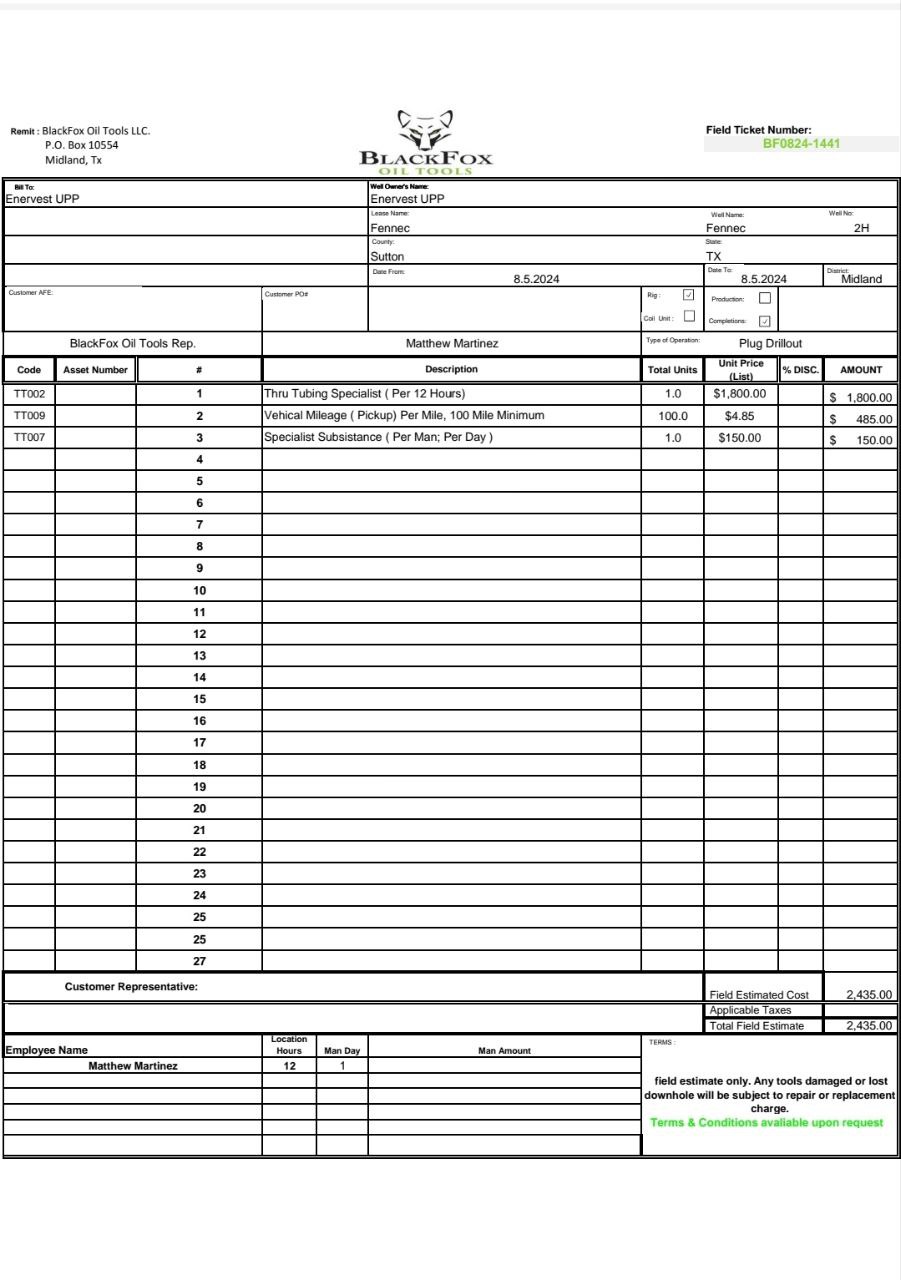 Remit : BlackFox Oil Tools LLC.
P.O. Box 10554
Midland, Tx
BLACKFOX
OIL TOOLS
Field Ticket Number:
BF0824-1441
Bill To:
Enervest UPP
Well Owner's Name:
Enervest UPP
Lease Name:
Fennec
Well Name:
Fennec
Well No:
2H
County:
Sutton
State:
TX
Date From:
8.5.2024
Date To:
8.5.2024
District:
Midland
Customer AFE:
Customer PO#
Rig :
Coil Unit :
Production:
Completions:
BlackFox Oil Tools Rep.
Matthew Martinez
Type of Operation:
Plug Drillout
Code Asset Number # Description Total Units Unit Price (List) % DISC. AMOUNT
TT002 1 Thru Tubing Specialist ( Per 12 Hours) 1.0 $1,800.00 $ 1,800.00
TT009 2 Vehical Mileage ( Pickup) Per Mile, 100 Mile Minimum 100.0 $4.85 $ 485.00
TT007 3 Specialist Subsistance ( Per Man; Per Day ) 1.0 $150.00 $ 150.00
4
5
6
7
8
9
10
11
12
13
14
15
16
17
18
19
20
21
22
23
24
25
25
27
Customer Representative:
Field Estimated Cost 2,435.00
Applicable Taxes
Total Field Estimate 2,435.00
Employee Name Location Hours Man Day Man Amount
Matthew Martinez 12 1
TERMS :
field estimate only. Any tools damaged or lost
downhole will be subject to repair or replacement
charge.
Terms & Conditions avaliable upon request